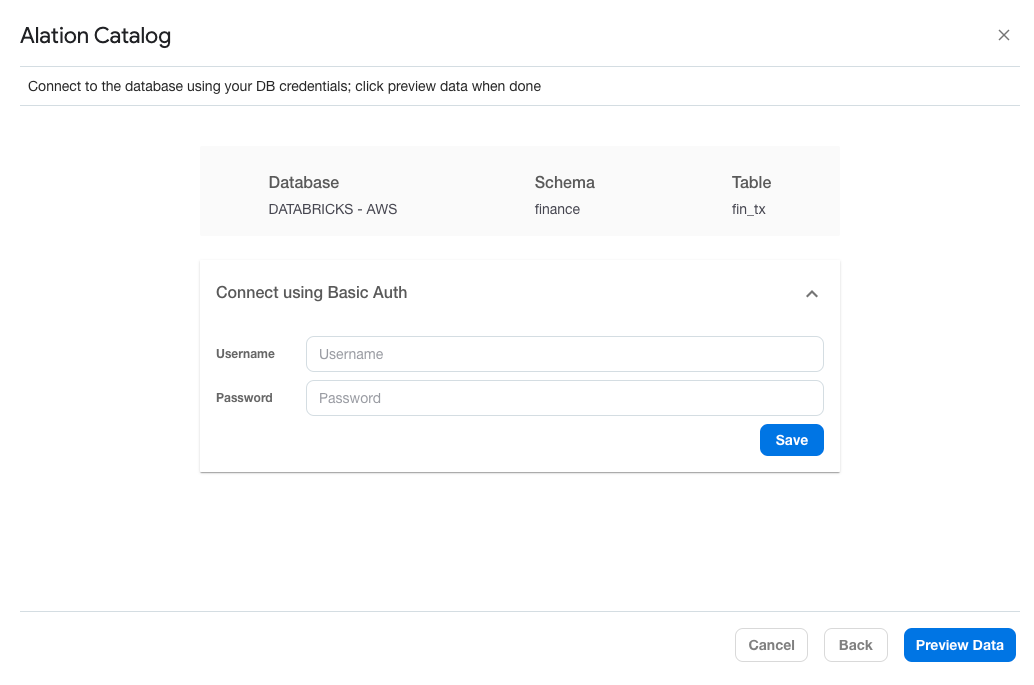 Alation Catalog
Connect to the database using your DB credentials; click preview data when done
Database Schema Table
DATABRICKS - AWS finance fin_tx
Connect using Basic Auth
Username Username
Password Password
Save
Cancel Back Preview Data